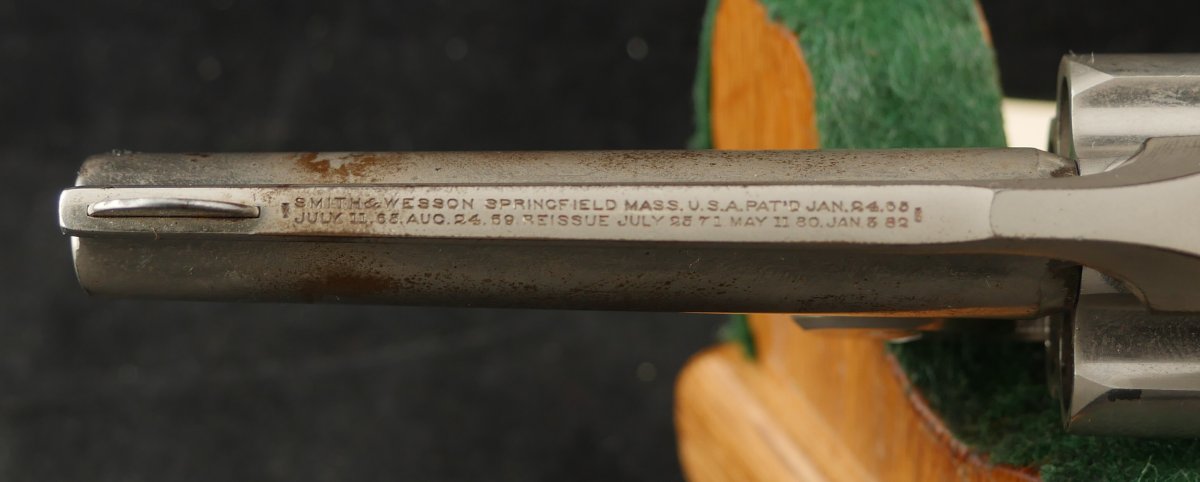 SMITH & WESSON SPRINGFIELD MASS. U.S.A. PAT'D JAN. 24. 65
JULY 11. 65. AUG. 24. 69 REISSUE JULY 25 71 MAY 11 80. JAN. 3 82